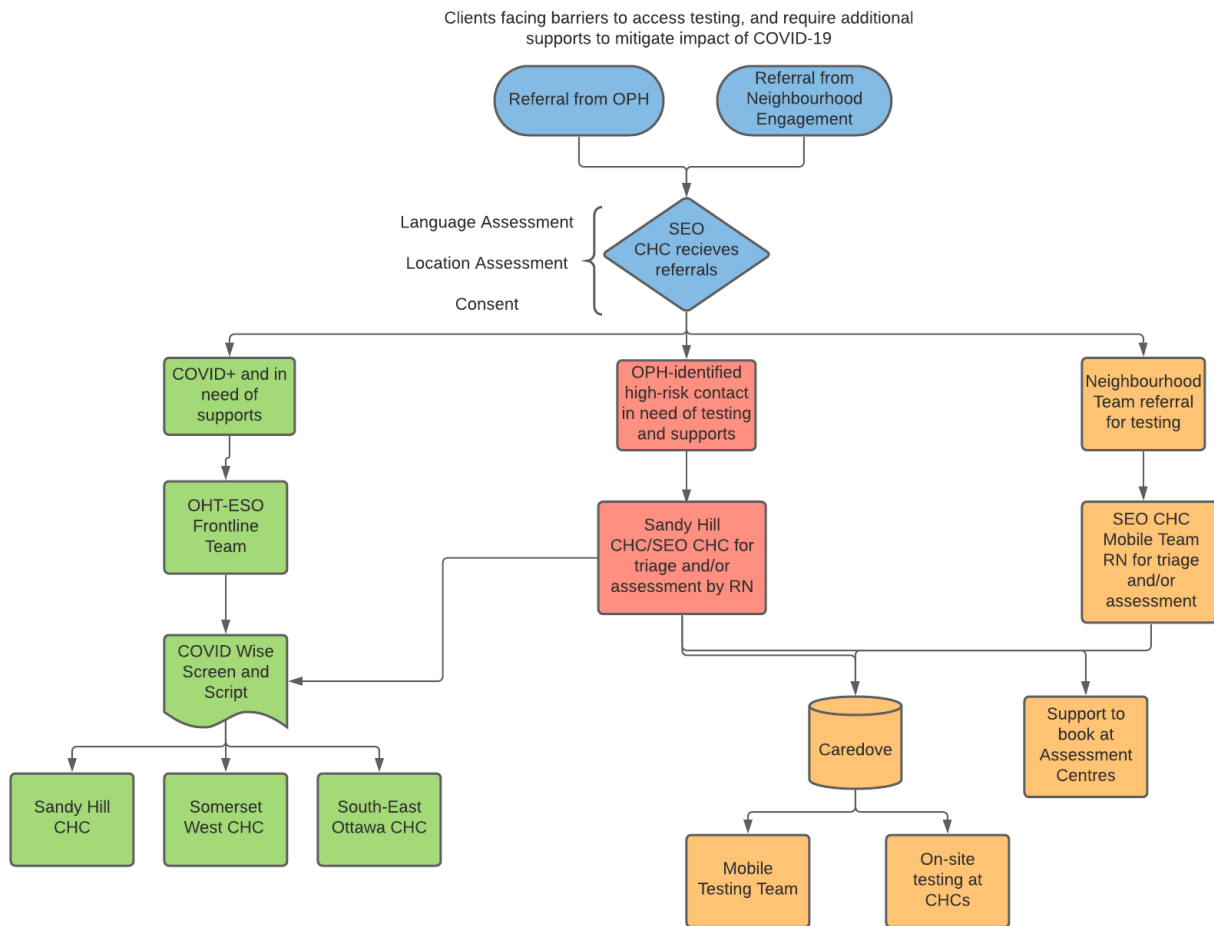 Clients facing barriers to access testing, and require additional
supports to mitigate impact of COVID-19
Referral from OPH
Referral from
Neighbourhood
Engagement
Language Assessment
Location Assessment
Consent
SEO
CHC recieves
referrals
COVID+ and in
need of
supports
OPH-identified
high-risk contact
in need of testing
and supports
Neighbourhood
Team referral
for testing
OHT-ESO
Frontline
Team
Sandy Hill
CHC/SEO CHC for
triage and/or
assessment by RN
SEO CHC
Mobile Team
RN for triage
and/or
assessment
COVID Wise
Screen and
Script
Caredove
Support to
book at
Assessment
Centres
Sandy Hill
CHC
Somerset
West CHC
South-East
Ottawa CHC
Mobile
Testing Team
On-site
testing at
CHCs